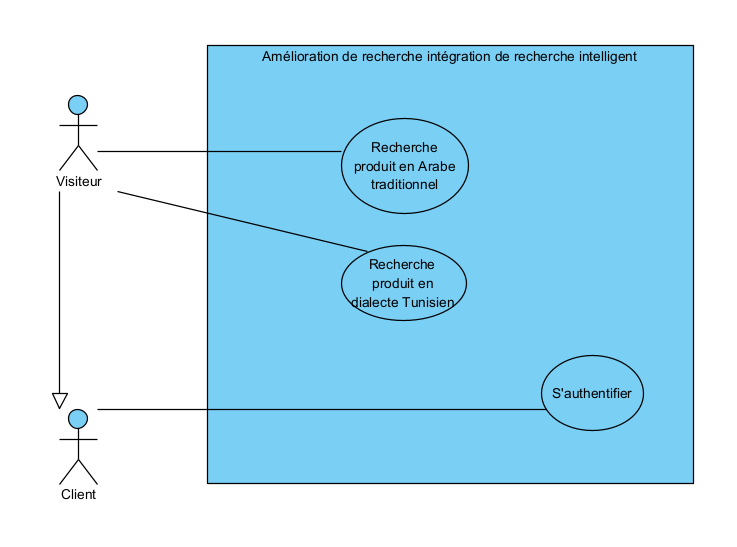 Amélioration de recherche intégration de recherche intelligent
Recherche
produit en Arabe
traditionnel
Visiteur
Recherche
produit en
dialecte Tunisien
S'authentifier
Client